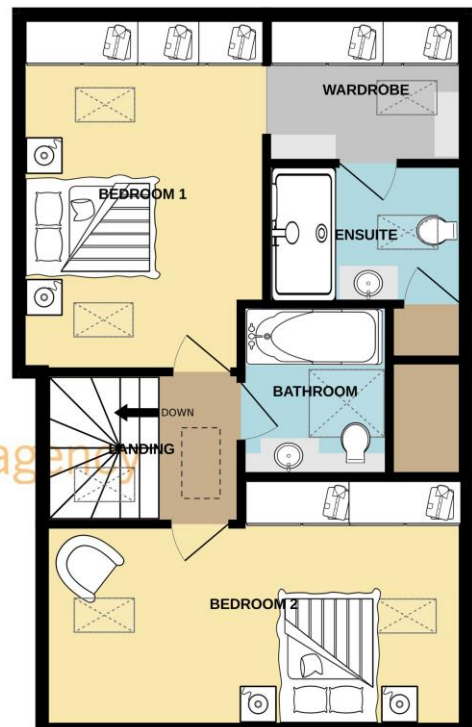 WARDROBE
BEDROOM 1
ENSUITE
BATHROOM
DOWN
LANDING
agency
BEDROOM 2